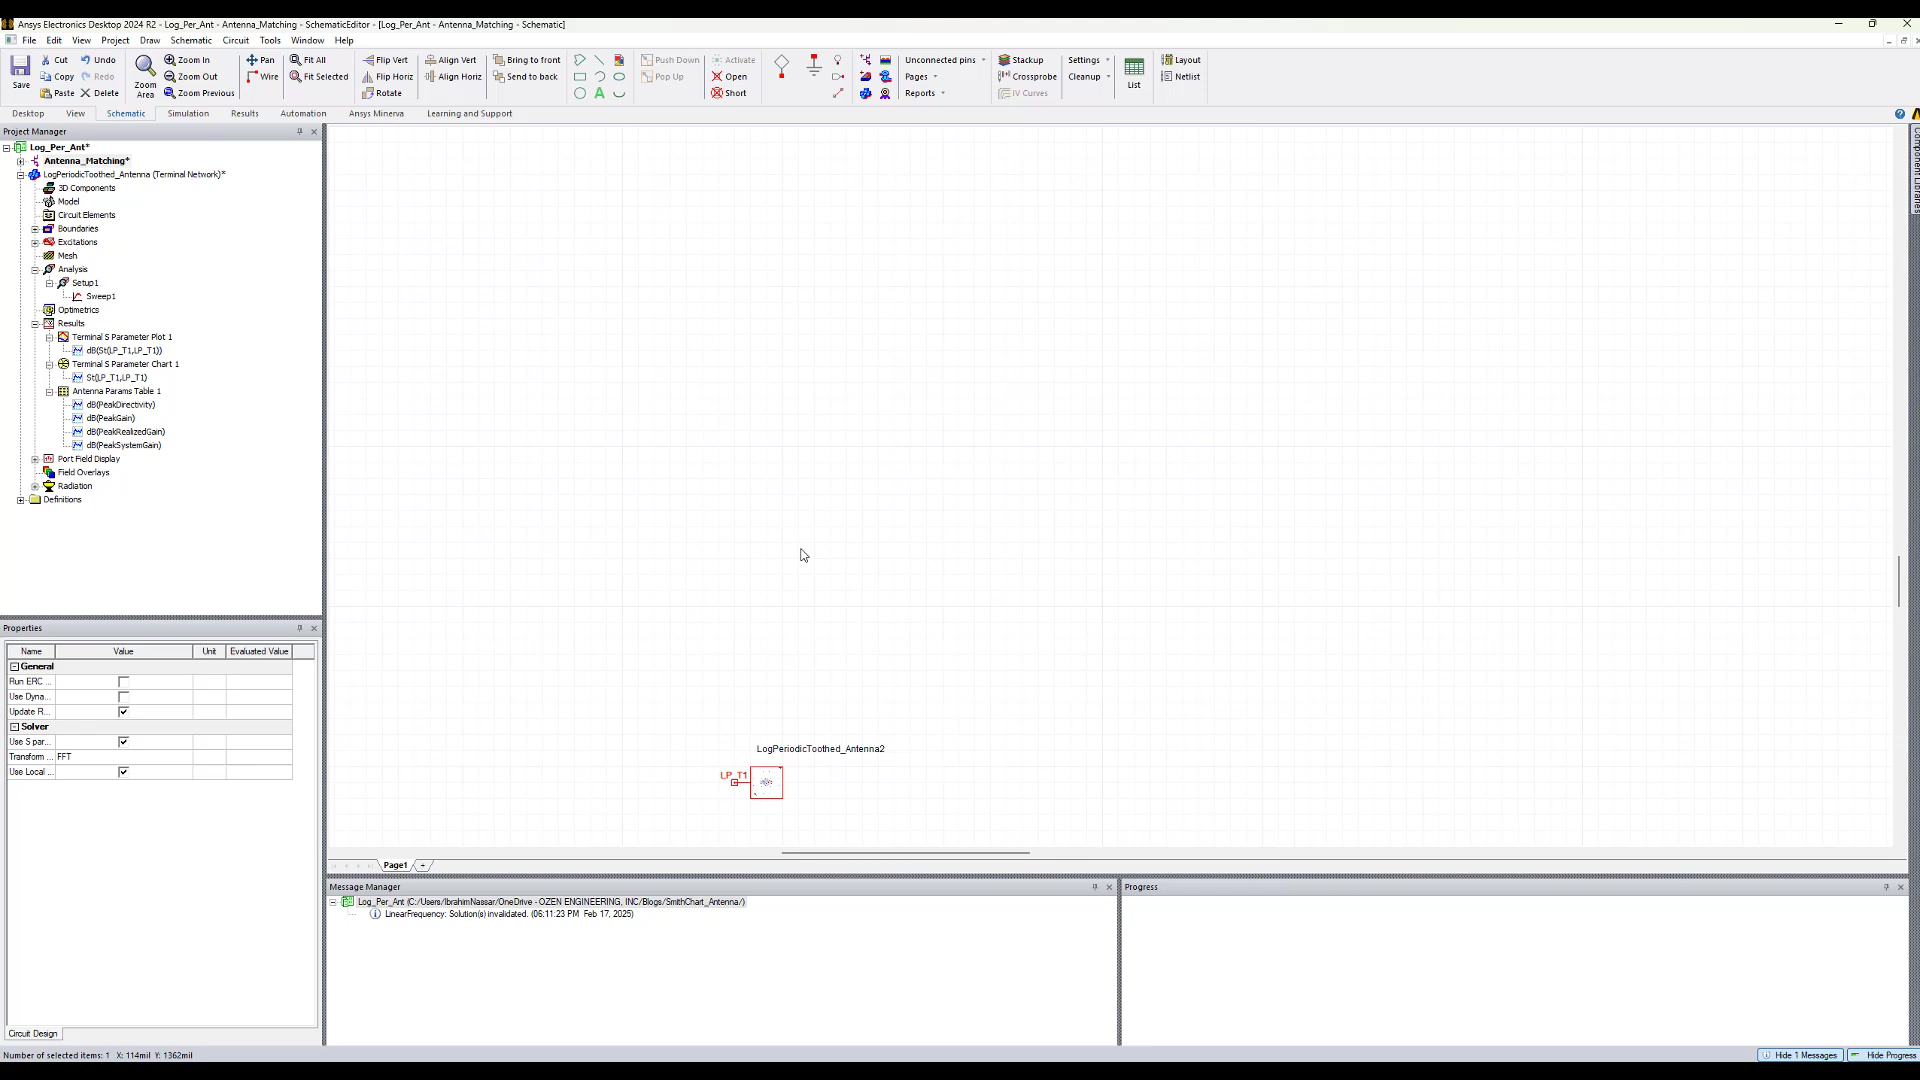 Ansys Electronics Desktop 2024 R2 - Log_Per_Ant - Antenna_Matching - SchematicEditor - [Log_Per_Ant - Antenna_Matching - Schematic]
File Edit View Project Draw Schematic Circuit Tools Window Help
Save Cut Copy Paste Undo Redo Delete Zoom Area Zoom In Zoom Out Zoom Previous Pan Wire Fit All Fit Selected Flip Vert Flip Horiz Rotate Align Vert Align Horiz Bring to front Send to back Push Down Pop Up Activate Open Short Unconnected pins Pages Reports Stackup Crossprobe IV Curves Settings Cleanup List Layout Netlist
Desktop View Schematic Simulation Results Automation Ansys Minerva Learning and Support
Project Manager
Log_Per_Ant*
Antenna_Matching*
LogPeriodicToothed_Antenna (Terminal Network)*
3D Components
Model
Circuit Elements
Boundaries
Excitations
Mesh
Analysis
Setup1
Sweep1
Optimetrics
Results
Terminal S Parameter Plot 1
dB(St(LP_T1,LP_T1))
Terminal S Parameter Chart 1
St(LP_T1,LP_T1)
Antenna Params Table 1
dB(PeakDirectivity)
dB(PeakGain)
dB(PeakRealizedGain)
dB(PeakSystemGain)
Port Field Display
Field Overlays
Radiation
Definitions
Component Libraries
LogPeriodicToothed_Antenna2
LP_T1
Page1 +
Properties
Name Value Unit Evaluated Value
General
Run ERC ...
Use Dyna...
Update R...
Solver
Use S par...
Transform ... FFT
Use Local ...
Circuit Design
Message Manager
Log_Per_Ant (C:/Users/IbrahimNassar/OneDrive - OZEN ENGINEERING, INC/Blogs/SmithChart_Antenna/)
LinearFrequency: Solution(s) invalidated. (06:11:23 PM Feb 17, 2025)
Progress
Number of selected items: 1 X: 114mil Y: 1362mil
Hide 1 Messages Hide Progress